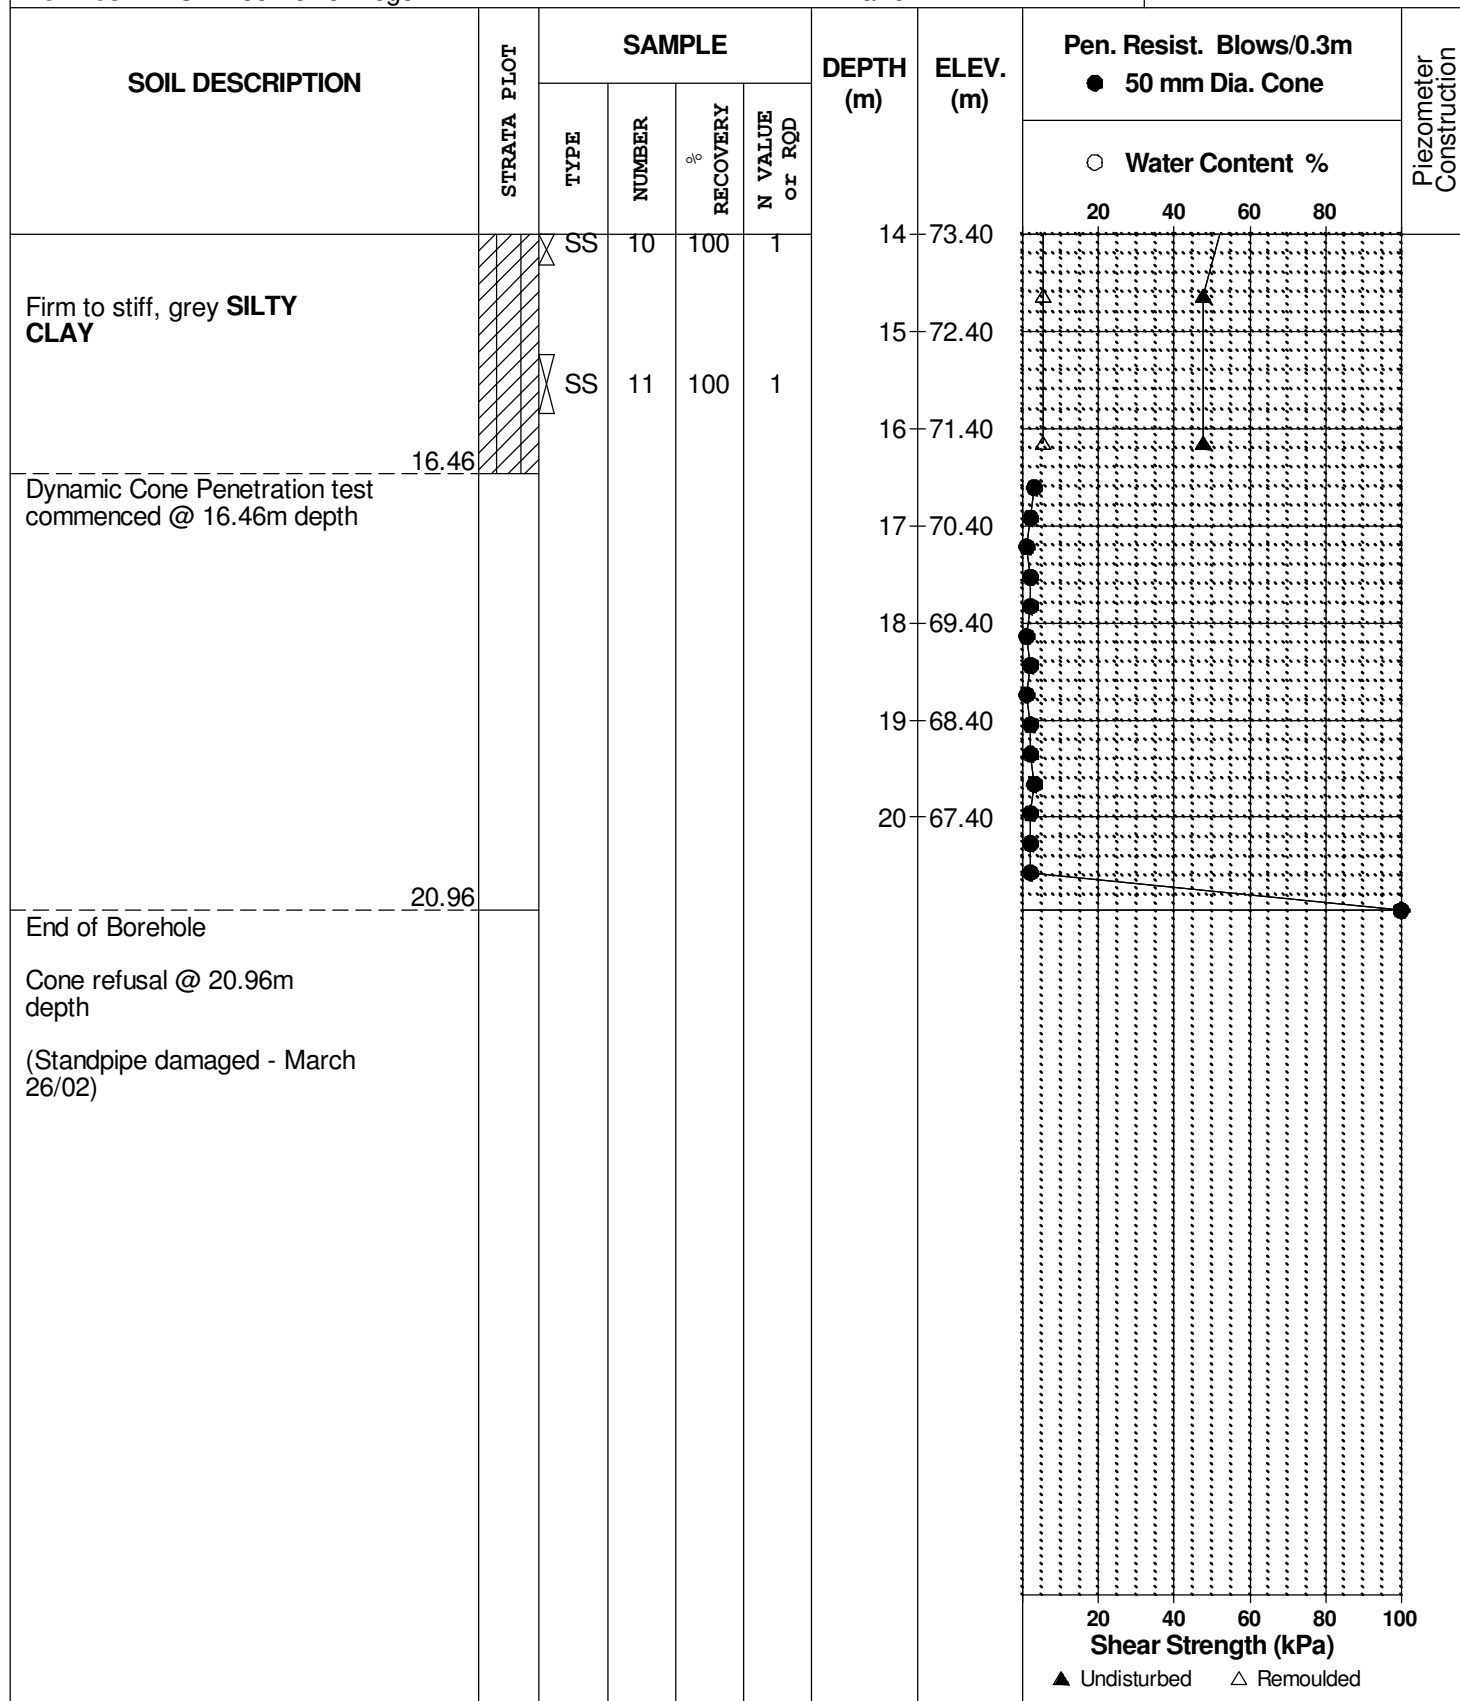 SOIL DESCRIPTION
STRATA PLOT
SAMPLE
TYPE
NUMBER
%
RECOVERY
N VALUE
or RQD
DEPTH
(m)
ELEV.
(m)
Pen. Resist. Blows/0.3m
● 50 mm Dia. Cone
○ Water Content %
20 40 60 80
Piezometer
Construction
SS 10 100 1
14 73.40
Firm to stiff, grey SILTY
CLAY
15 72.40
SS 11 100 1
16 71.40
16.46
Dynamic Cone Penetration test
commenced @ 16.46m depth
17 70.40
18 69.40
19 68.40
20 67.40
20.96
End of Borehole
Cone refusal @ 20.96m
depth
(Standpipe damaged - March
26/02)
20 40 60 80 100
Shear Strength (kPa)
▲ Undisturbed △ Remoulded